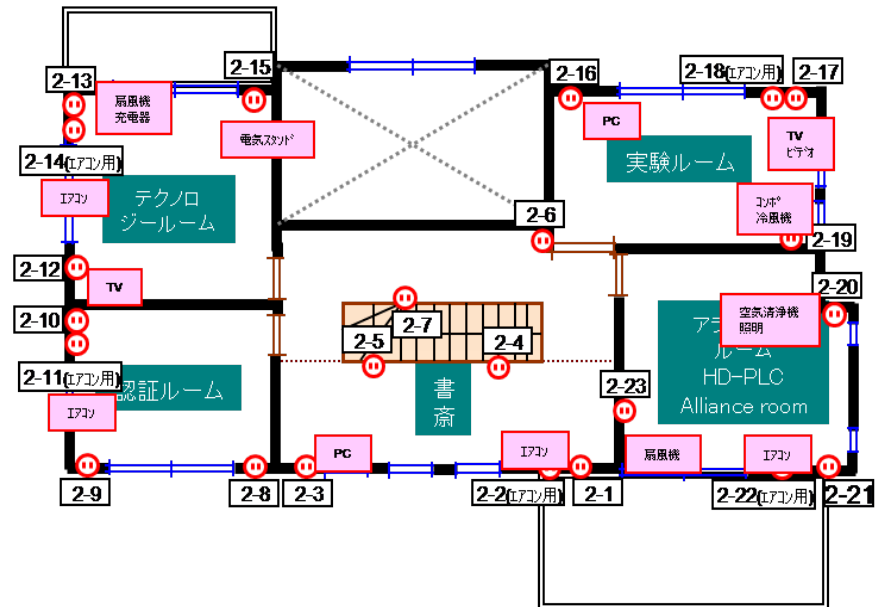 2-13
2-15
2-16
2-18(エアコン用)
2-17
扇風機
充電器
電気スタンド
PC
TV
ビデオ
実験ルーム
2-14(エアコン用)
エアコン
テクノロ
ジールーム
コンポ
冷風機
2-6
2-19
2-12
TV
2-20
2-10
2-7
空気清浄機
照明
2-5
2-4
ルーム
HD-PLC
Alliance room
2-11(エアコン用)
認証ルーム
エアコン
書
斎
2-23
PC
エアコン
扇風機
エアコン
2-9
2-8
2-3
2-2(エアコン用)
2-1
2-22(エアコン用)
2-21